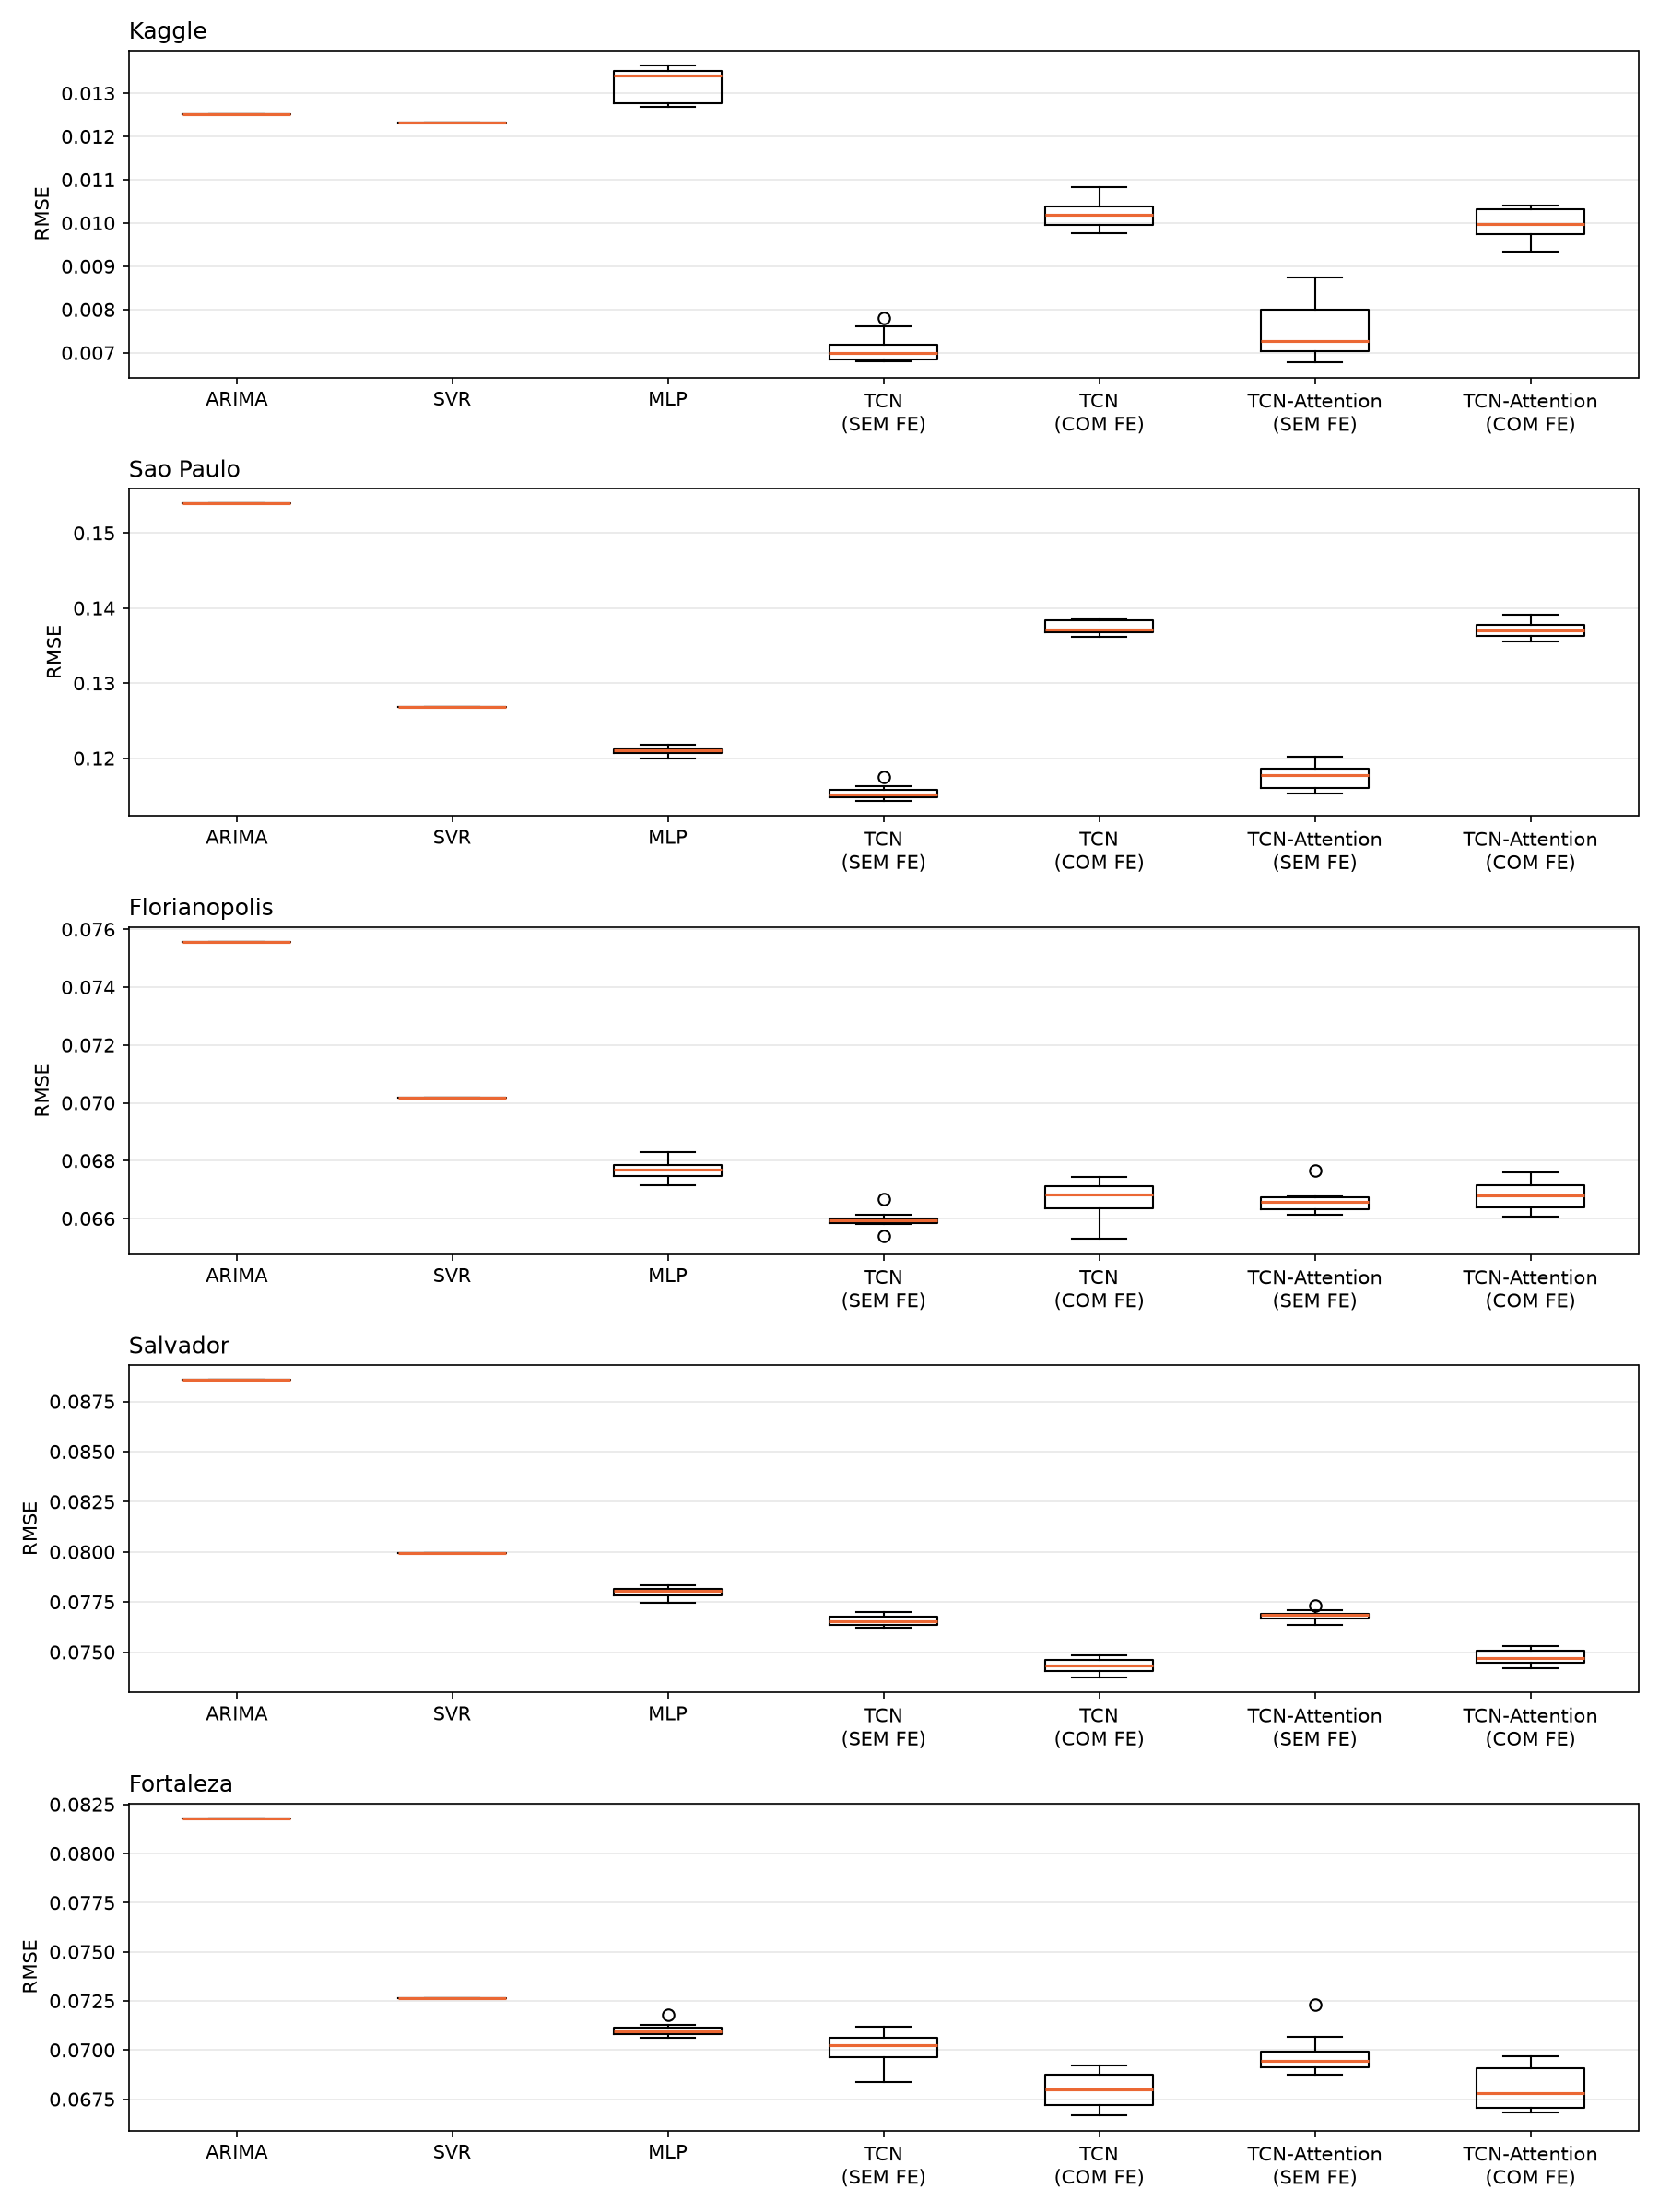 Kaggle
RMSE
0.013
0.012
0.011
0.010
0.009
0.008
0.007
ARIMA
SVR
MLP
TCN
(SEM FE)
TCN
(COM FE)
TCN-Attention
(SEM FE)
TCN-Attention
(COM FE)
Sao Paulo
RMSE
0.15
0.14
0.13
0.12
ARIMA
SVR
MLP
TCN
(SEM FE)
TCN
(COM FE)
TCN-Attention
(SEM FE)
TCN-Attention
(COM FE)
Florianopolis
RMSE
0.076
0.074
0.072
0.070
0.068
0.066
ARIMA
SVR
MLP
TCN
(SEM FE)
TCN
(COM FE)
TCN-Attention
(SEM FE)
TCN-Attention
(COM FE)
Salvador
RMSE
0.0875
0.0850
0.0825
0.0800
0.0775
0.0750
ARIMA
SVR
MLP
TCN
(SEM FE)
TCN
(COM FE)
TCN-Attention
(SEM FE)
TCN-Attention
(COM FE)
Fortaleza
RMSE
0.0825
0.0800
0.0775
0.0750
0.0725
0.0700
0.0675
ARIMA
SVR
MLP
TCN
(SEM FE)
TCN
(COM FE)
TCN-Attention
(SEM FE)
TCN-Attention
(COM FE)